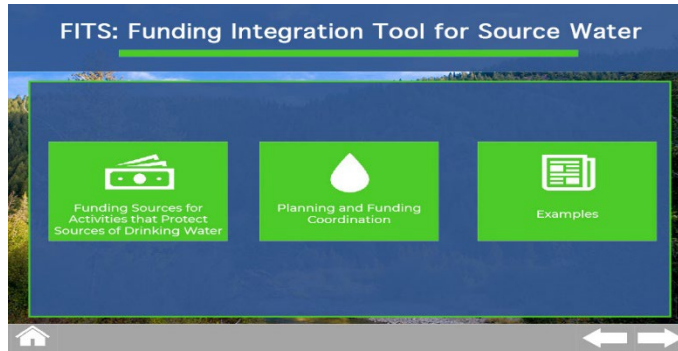 FITS: Funding Integration Tool for Source Water
Funding Sources for
Activities that Protect
Sources of Drinking Water
Planning and Funding
Coordination
Examples